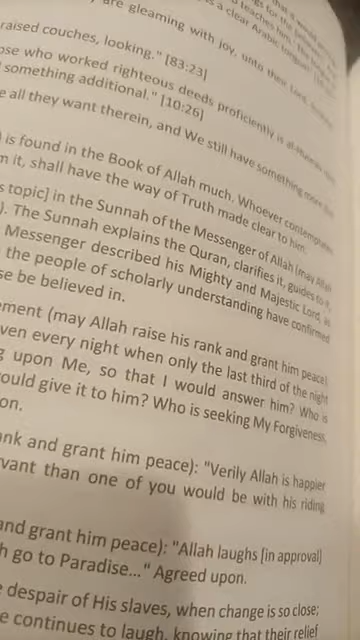 are gleaming with joy, unto their Lord,
raised couches, looking." [83:23]
ose who worked righteous deeds proficiently is
something additional." [10:26]
e all they want therein, and We still have something more
) is found in the Book of Allah much. Whoever contemplates
m it, shall have the way of Truth made clear to him.
s topic] in the Sunnah of the Messenger of Allah (may Allah
). The Sunnah explains the Quran, clarifies it, guides to it,
Messenger described his Mighty and Majestic Lord,
the people of scholarly understanding have confirmed
se be believed in.
ement (may Allah raise his rank and grant him peace)
ven every night when only the last third of the night
g upon Me, so that I would answer him? Who is
ould give it to him? Who is seeking My Forgiveness,
on.
ank and grant him peace): "Verily Allah is happier
vant than one of you would be with his riding
and grant him peace): "Allah laughs [in approval]
h go to Paradise..." Agreed upon.
e despair of His slaves, when change is so close;
e continues to laugh, knowing that their relief